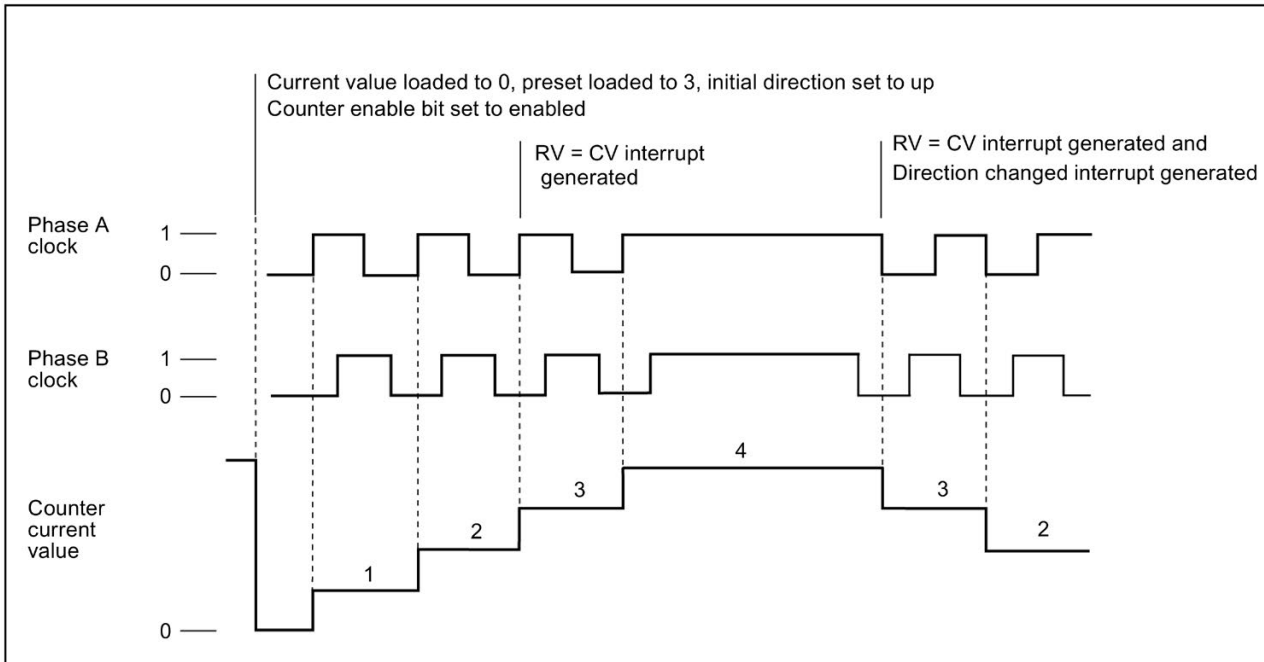 Current value loaded to 0, preset loaded to 3, initial direction set to up
Counter enable bit set to enabled
RV = CV interrupt
generated
RV = CV interrupt generated and
Direction changed interrupt generated
Phase A
clock
1
0
Phase B
clock
1
0
Counter
current
value
0
1
2
3
4
3
2